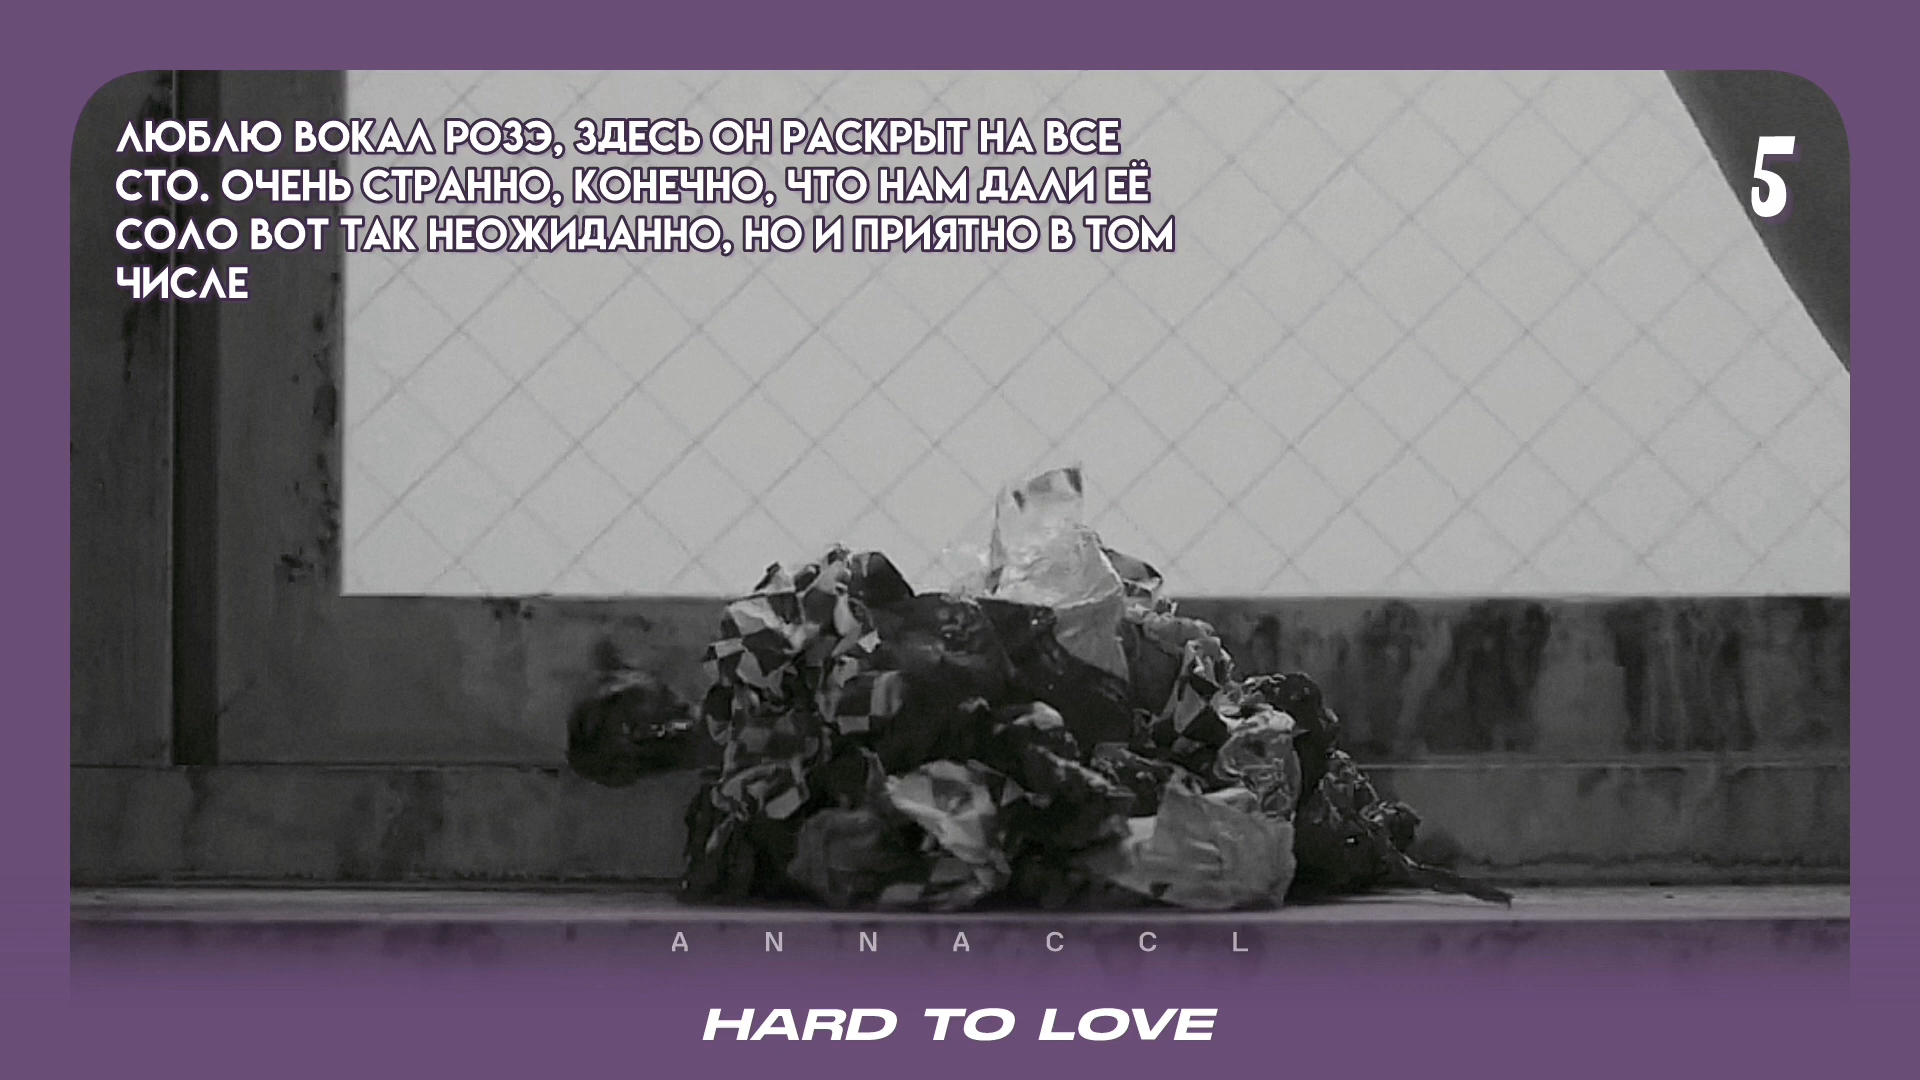 ЛЮБЛЮ ВОКАЛ РОЗЭ, ЗДЕСЬ ОН РАСКРЫТ НА ВСЕ
СТО. ОЧЕНЬ СТРАННО, КОНЕЧНО, ЧТО НАМ ДАЛИ ЕЁ
СОЛО ВОТ ТАК НЕОЖИДАННО, НО И ПРИЯТНО В ТОМ
ЧИСЛЕ
5
ANNACCL
HARD TO LOVE